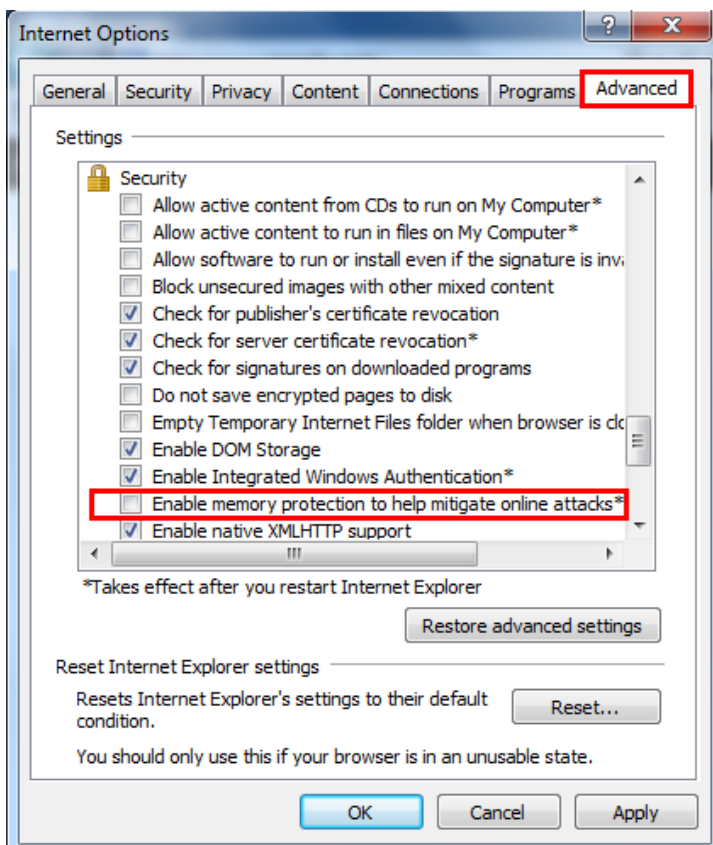 Internet Options
General Security Privacy Content Connections Programs Advanced
Settings
Security
Allow active content from CDs to run on My Computer*
Allow active content to run in files on My Computer*
Allow software to run or install even if the signature is inva
Block unsecured images with other mixed content
Check for publisher's certificate revocation
Check for server certificate revocation*
Check for signatures on downloaded programs
Do not save encrypted pages to disk
Empty Temporary Internet Files folder when browser is clo
Enable DOM Storage
Enable Integrated Windows Authentication*
Enable memory protection to help mitigate online attacks*
Enable native XMLHTTP support
*Takes effect after you restart Internet Explorer
Restore advanced settings
Reset Internet Explorer settings
Resets Internet Explorer's settings to their default
condition.
Reset...
You should only use this if your browser is in an unusable state.
OK Cancel Apply